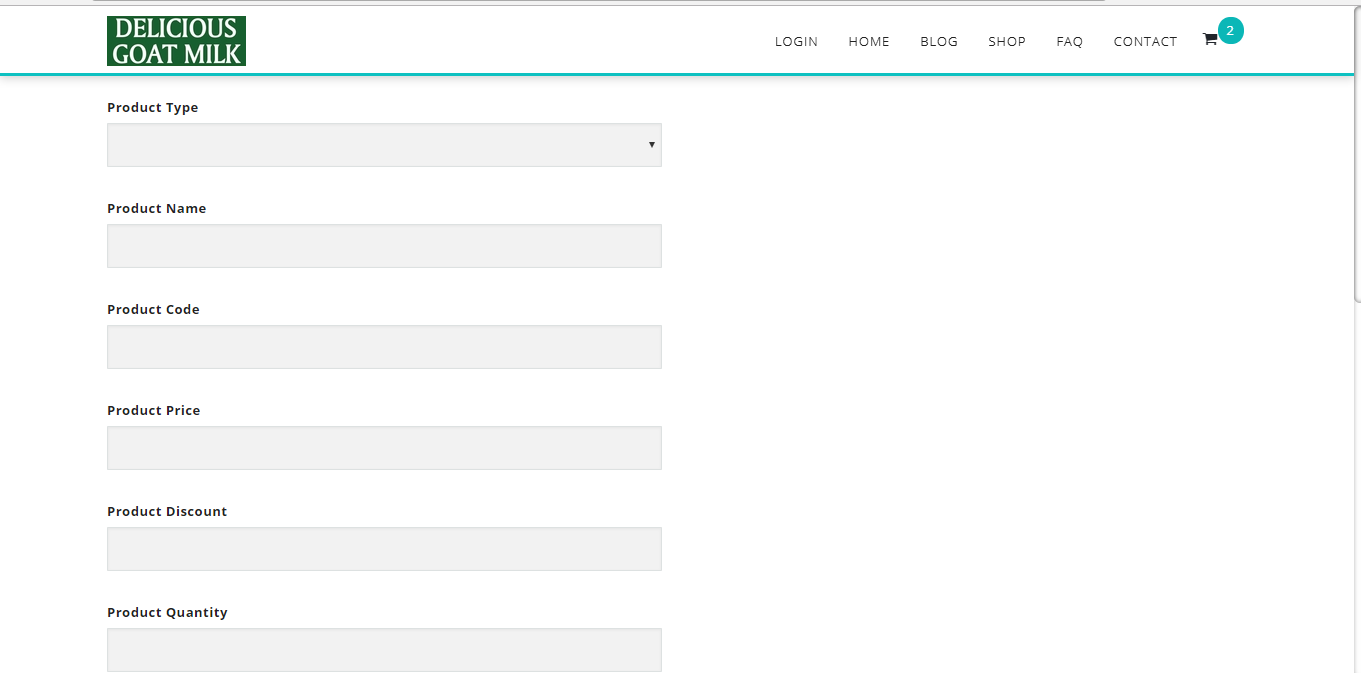 DELICIOUS
GOAT MILK
LOGIN HOME BLOG SHOP FAQ CONTACT 2
Product Type
Product Name
Product Code
Product Price
Product Discount
Product Quantity